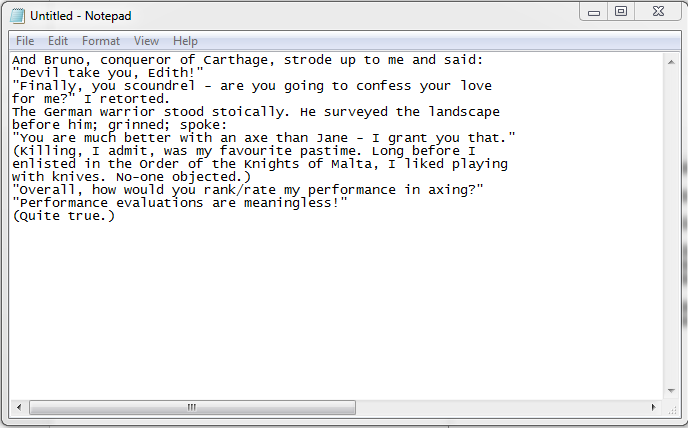 Untitled - Notepad
File Edit Format View Help
And Bruno, conqueror of Carthage, strode up to me and said:
"Devil take you, Edith!"
"Finally, you scoundrel - are you going to confess your love
for me?" I retorted.
The German warrior stood stoically. He surveyed the landscape
before him; grinned; spoke:
"You are much better with an axe than Jane - I grant you that."
(Killing, I admit, was my favourite pastime. Long before I
enlisted in the Order of the Knights of Malta, I liked playing
with knives. No-one objected.)
"Overall, how would you rank/rate my performance in axing?"
"Performance evaluations are meaningless!"
(Quite true.)